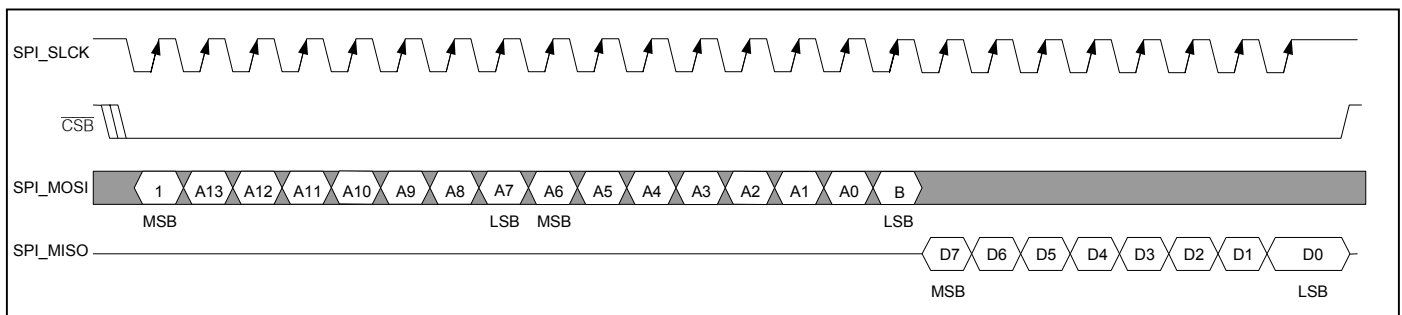 SPI_SLCK
CSB
SPI_MOSI 1 A13 A12 A11 A10 A9 A8 A7 A6 A5 A4 A3 A2 A1 A0 B
MSB LSB MSB LSB
SPI_MISO D7 D6 D5 D4 D3 D2 D1 D0
MSB LSB